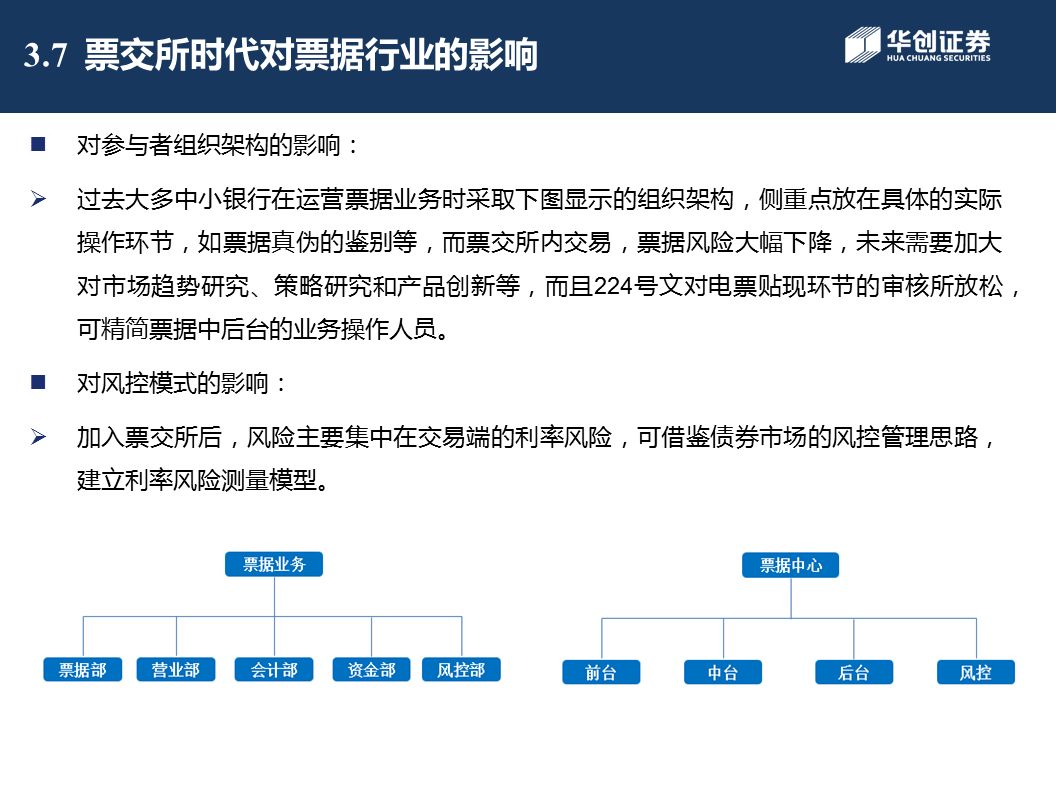 3.7 票交所时代对票据行业的影响
华创证券
HUA CHUANG SECURITIES
对参与者组织架构的影响：
过去大多中小银行在运营票据业务时采取下图显示的组织架构，侧重点放在具体的实际
操作环节，如票据真伪的鉴别等，而票交所内交易，票据风险大幅下降，未来需要加大
对市场趋势研究、策略研究和产品创新等，而且224号文对电票贴现环节的审核所放松，
可精简票据中后台的业务操作人员。
对风控模式的影响：
加入票交所后，风险主要集中在交易端的利率风险，可借鉴债券市场的风控管理思路，
建立利率风险测量模型。
票据业务
票据部 营业部 会计部 资金部 风控部
票据中心
前台 中台 后台 风控